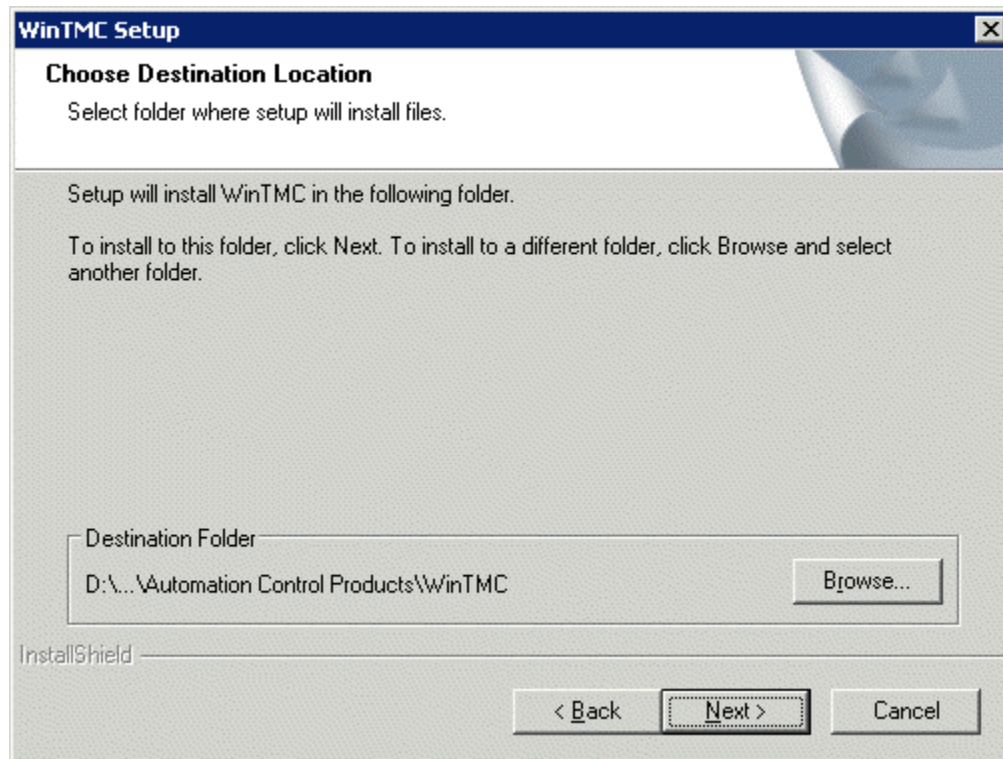 WinTMC Setup
Choose Destination Location
Select folder where setup will install files.
Setup will install WinTMC in the following folder.
To install to this folder, click Next. To install to a different folder, click Browse and select
another folder.
Destination Folder
D:\...\Automation Control Products\WinTMC
Browse...
InstallShield
< Back
Next >
Cancel